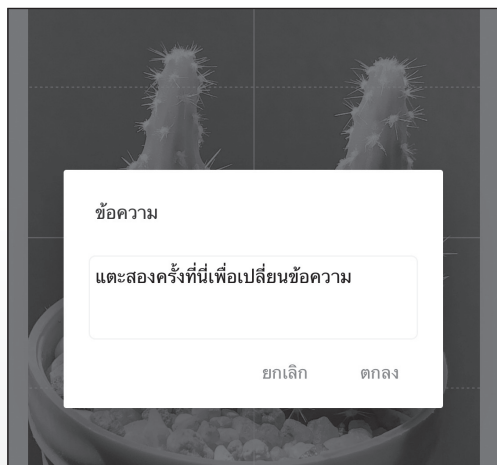 ข้อความ
แตะสองครั้งที่นี่เพื่อเปลี่ยนข้อความ
ยกเลิก ตกลง